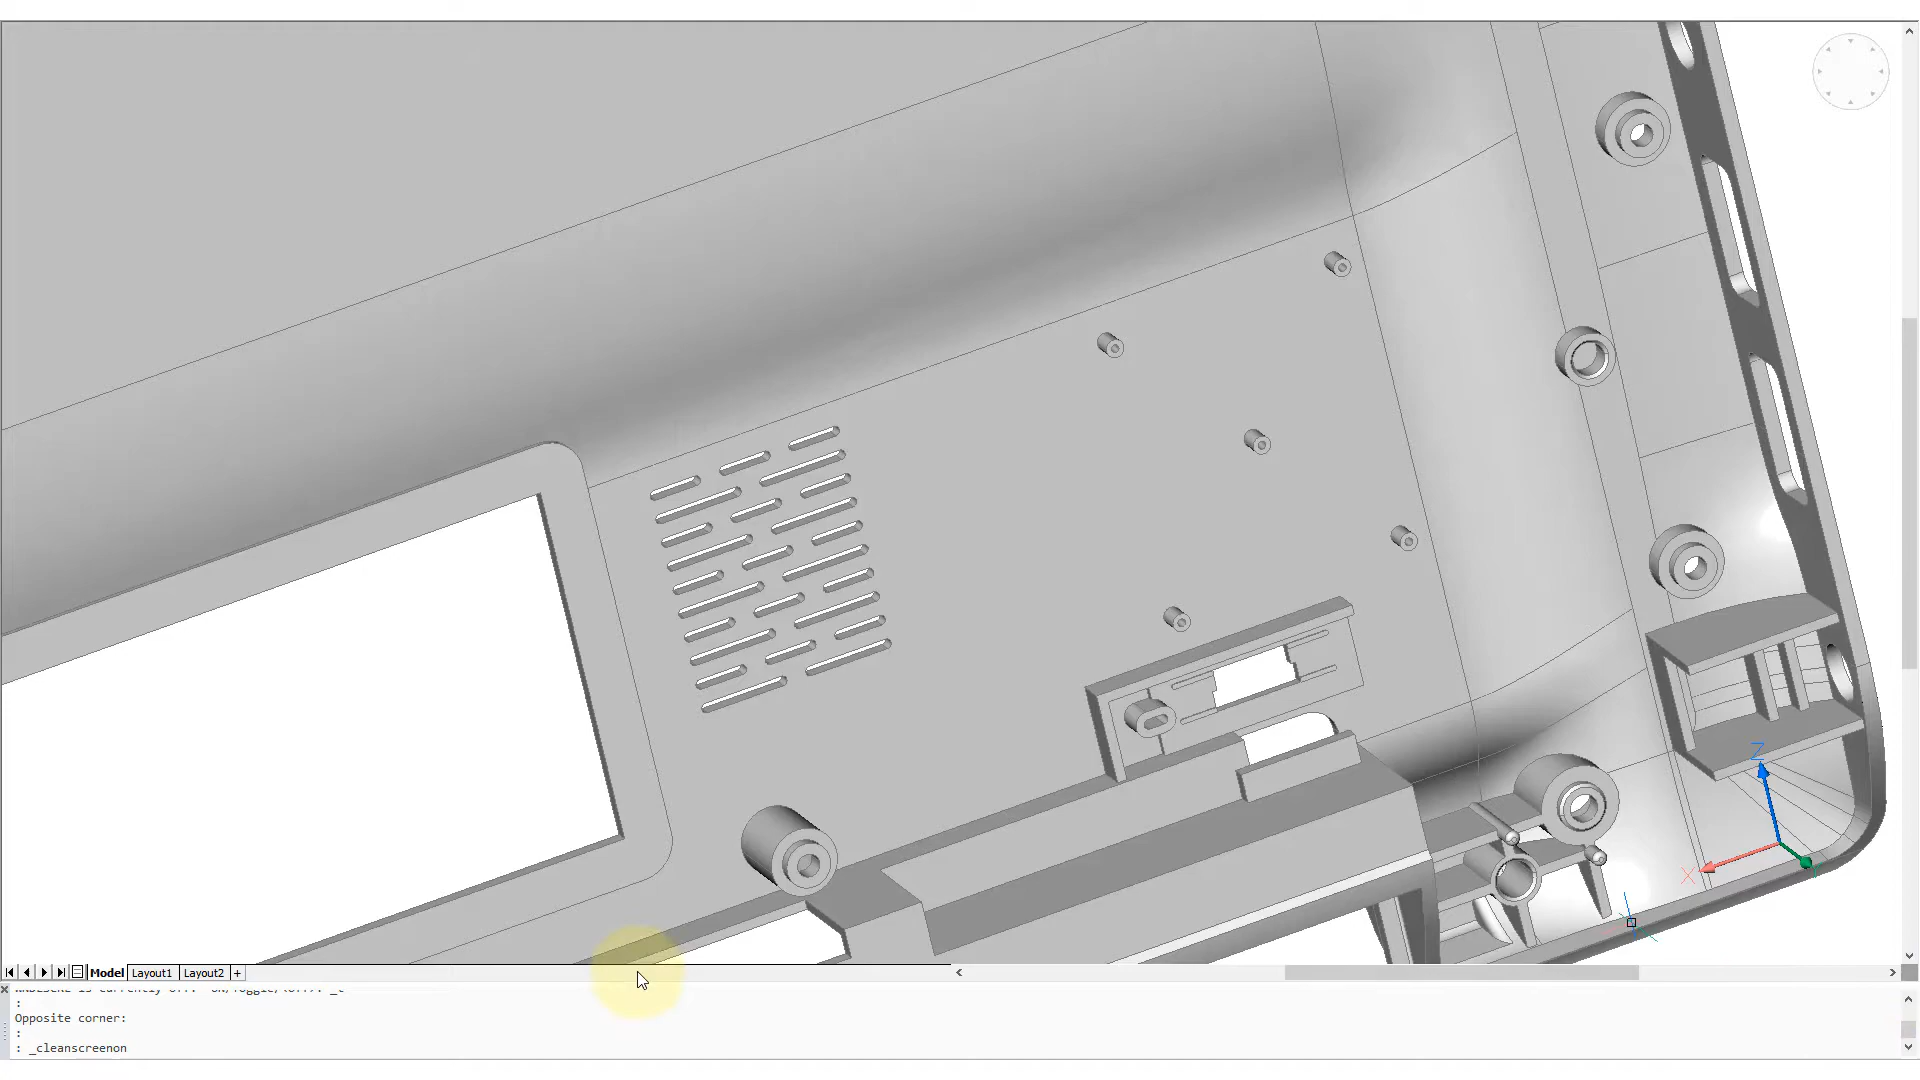 Z
X
Model Layout1 Layout2 +
:
Opposite corner:
:
: _cleanscreenon